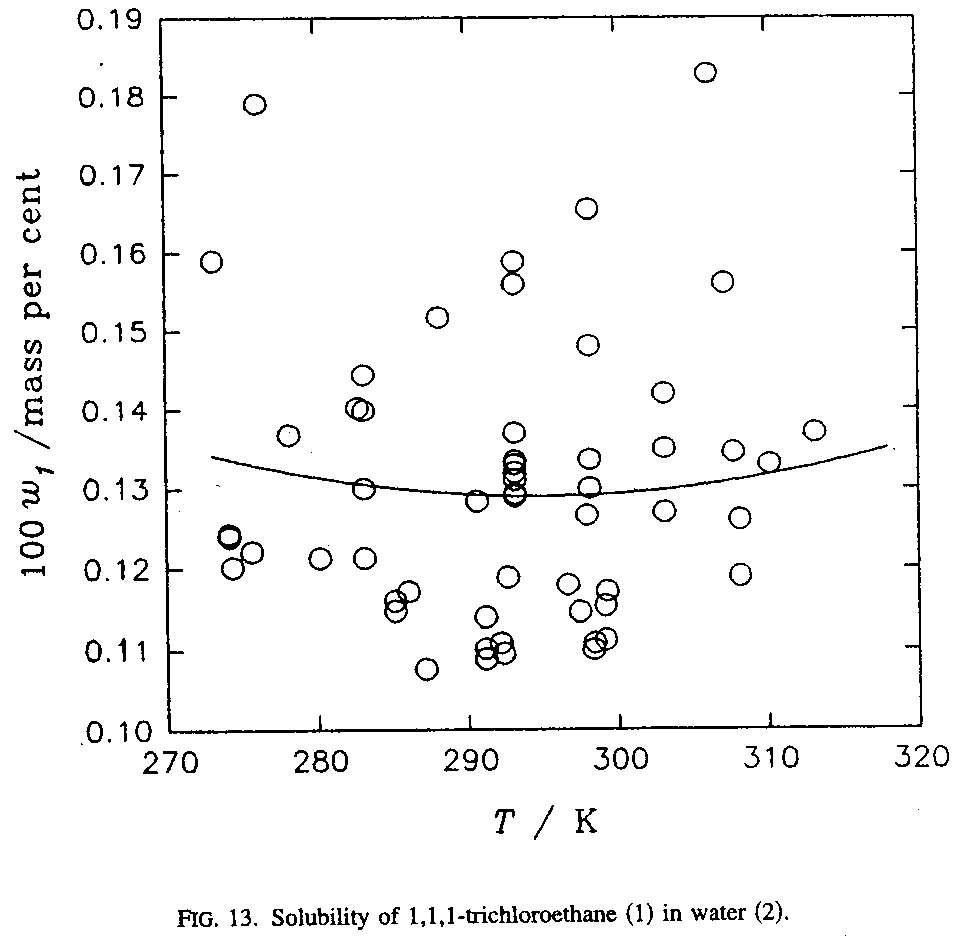 0.19
0.18
0.17
0.16
0.15
0.14
0.13
0.12
0.11
0.10
100 w1 /mass per cent
270 280 290 300 310 320
T / K
FIG. 13. Solubility of 1,1,1-trichloroethane (1) in water (2).